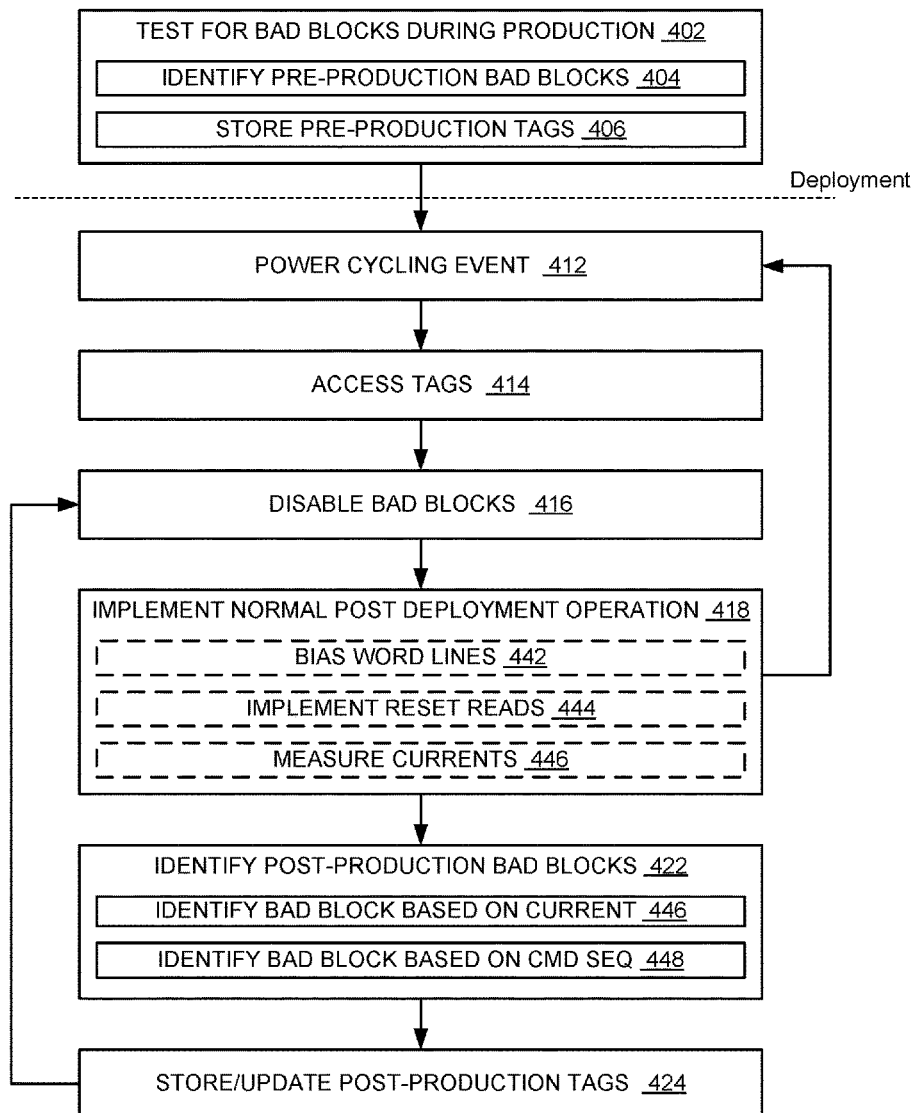 TEST FOR BAD BLOCKS DURING PRODUCTION 402
IDENTIFY PRE-PRODUCTION BAD BLOCKS 404
STORE PRE-PRODUCTION TAGS 406
Deployment
POWER CYCLING EVENT 412
ACCESS TAGS 414
DISABLE BAD BLOCKS 416
IMPLEMENT NORMAL POST DEPLOYMENT OPERATION 418
BIAS WORD LINES 442
IMPLEMENT RESET READS 444
MEASURE CURRENTS 446
IDENTIFY POST-PRODUCTION BAD BLOCKS 422
IDENTIFY BAD BLOCK BASED ON CURRENT 446
IDENTIFY BAD BLOCK BASED ON CMD SEQ 448
STORE/UPDATE POST-PRODUCTION TAGS 424